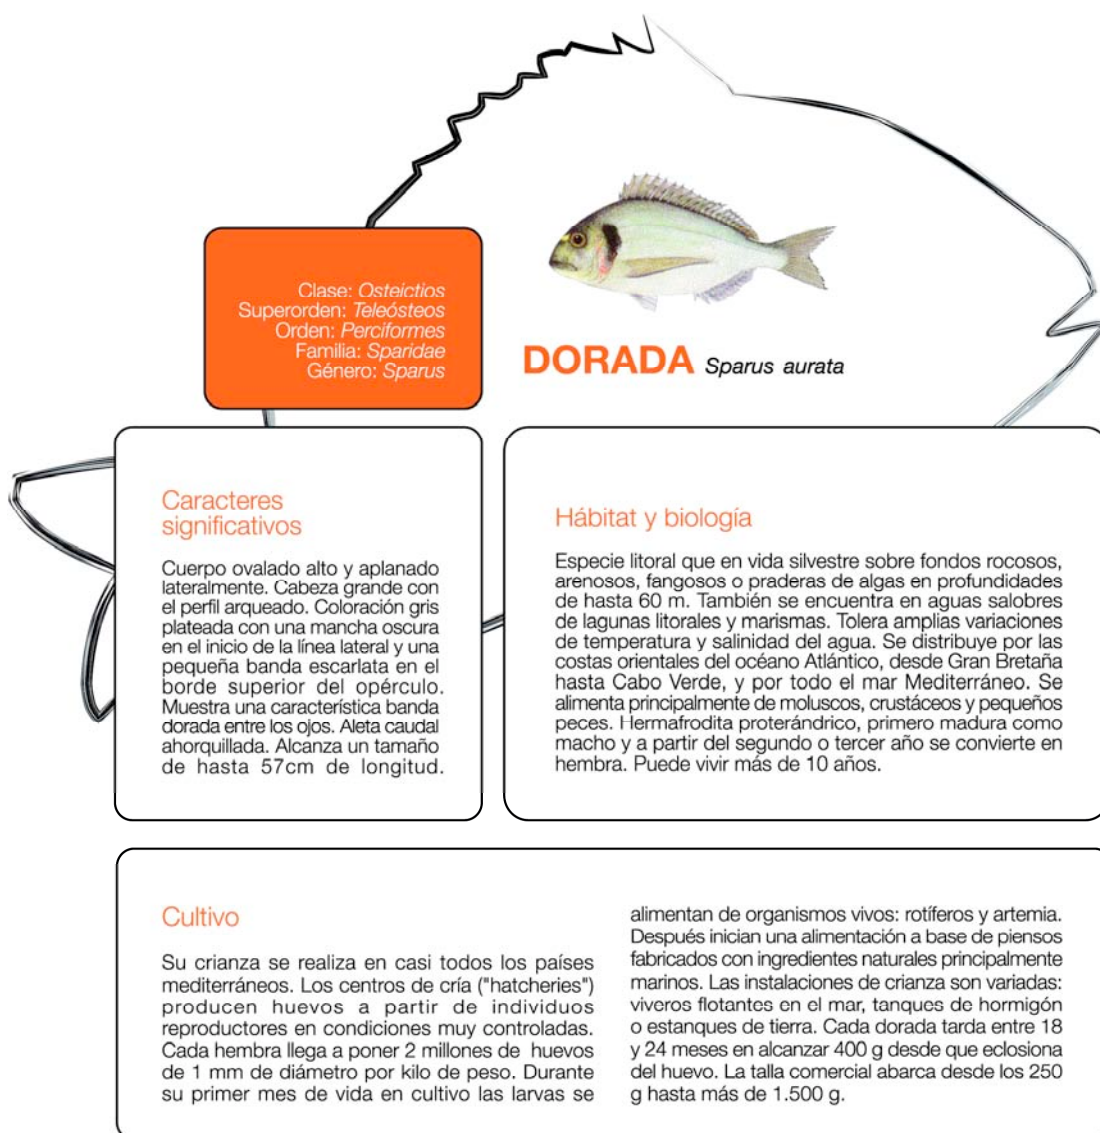 Clase: Osteictios
Superorden: Teleósteos
Orden: Perciformes
Familia: Sparidae
Género: Sparus
DORADA Sparus aurata
Caracteres
significativos
Cuerpo ovalado alto y aplanado
lateralmente. Cabeza grande con
el perfil arqueado. Coloración gris
plateada con una mancha oscura
en el inicio de la línea lateral y una
pequeña banda escarlata en el
borde superior del opérculo.
Muestra una característica banda
dorada entre los ojos. Aleta caudal
ahorquillada. Alcanza un tamaño
de hasta 57cm de longitud.
Hábitat y biología
Especie litoral que en vida silvestre sobre fondos rocosos,
arenosos, fangosos o praderas de algas en profundidades
de hasta 60 m. También se encuentra en aguas salobres
de lagunas litorales y marismas. Tolera amplias variaciones
de temperatura y salinidad del agua. Se distribuye por las
costas orientales del océano Atlántico, desde Gran Bretaña
hasta Cabo Verde, y por todo el mar Mediterráneo. Se
alimenta principalmente de moluscos, crustáceos y pequeños
peces. Hermafrodita proterándrico, primero madura como
macho y a partir del segundo o tercer año se convierte en
hembra. Puede vivir más de 10 años.
Cultivo
Su crianza se realiza en casi todos los países
mediterráneos. Los centros de cría ("hatcheries")
producen huevos a partir de individuos
reproductores en condiciones muy controladas.
Cada hembra llega a poner 2 millones de huevos
de 1 mm de diámetro por kilo de peso. Durante
su primer mes de vida en cultivo las larvas se
alimentan de organismos vivos: rotíferos y artemia.
Después inician una alimentación a base de piensos
fabricados con ingredientes naturales principalmente
marinos. Las instalaciones de crianza son variadas:
viveros flotantes en el mar, tanques de hormigón
o estanques de tierra. Cada dorada tarda entre 18
y 24 meses en alcanzar 400 g desde que eclosiona
del huevo. La talla comercial abarca desde los 250
g hasta más de 1.500 g.